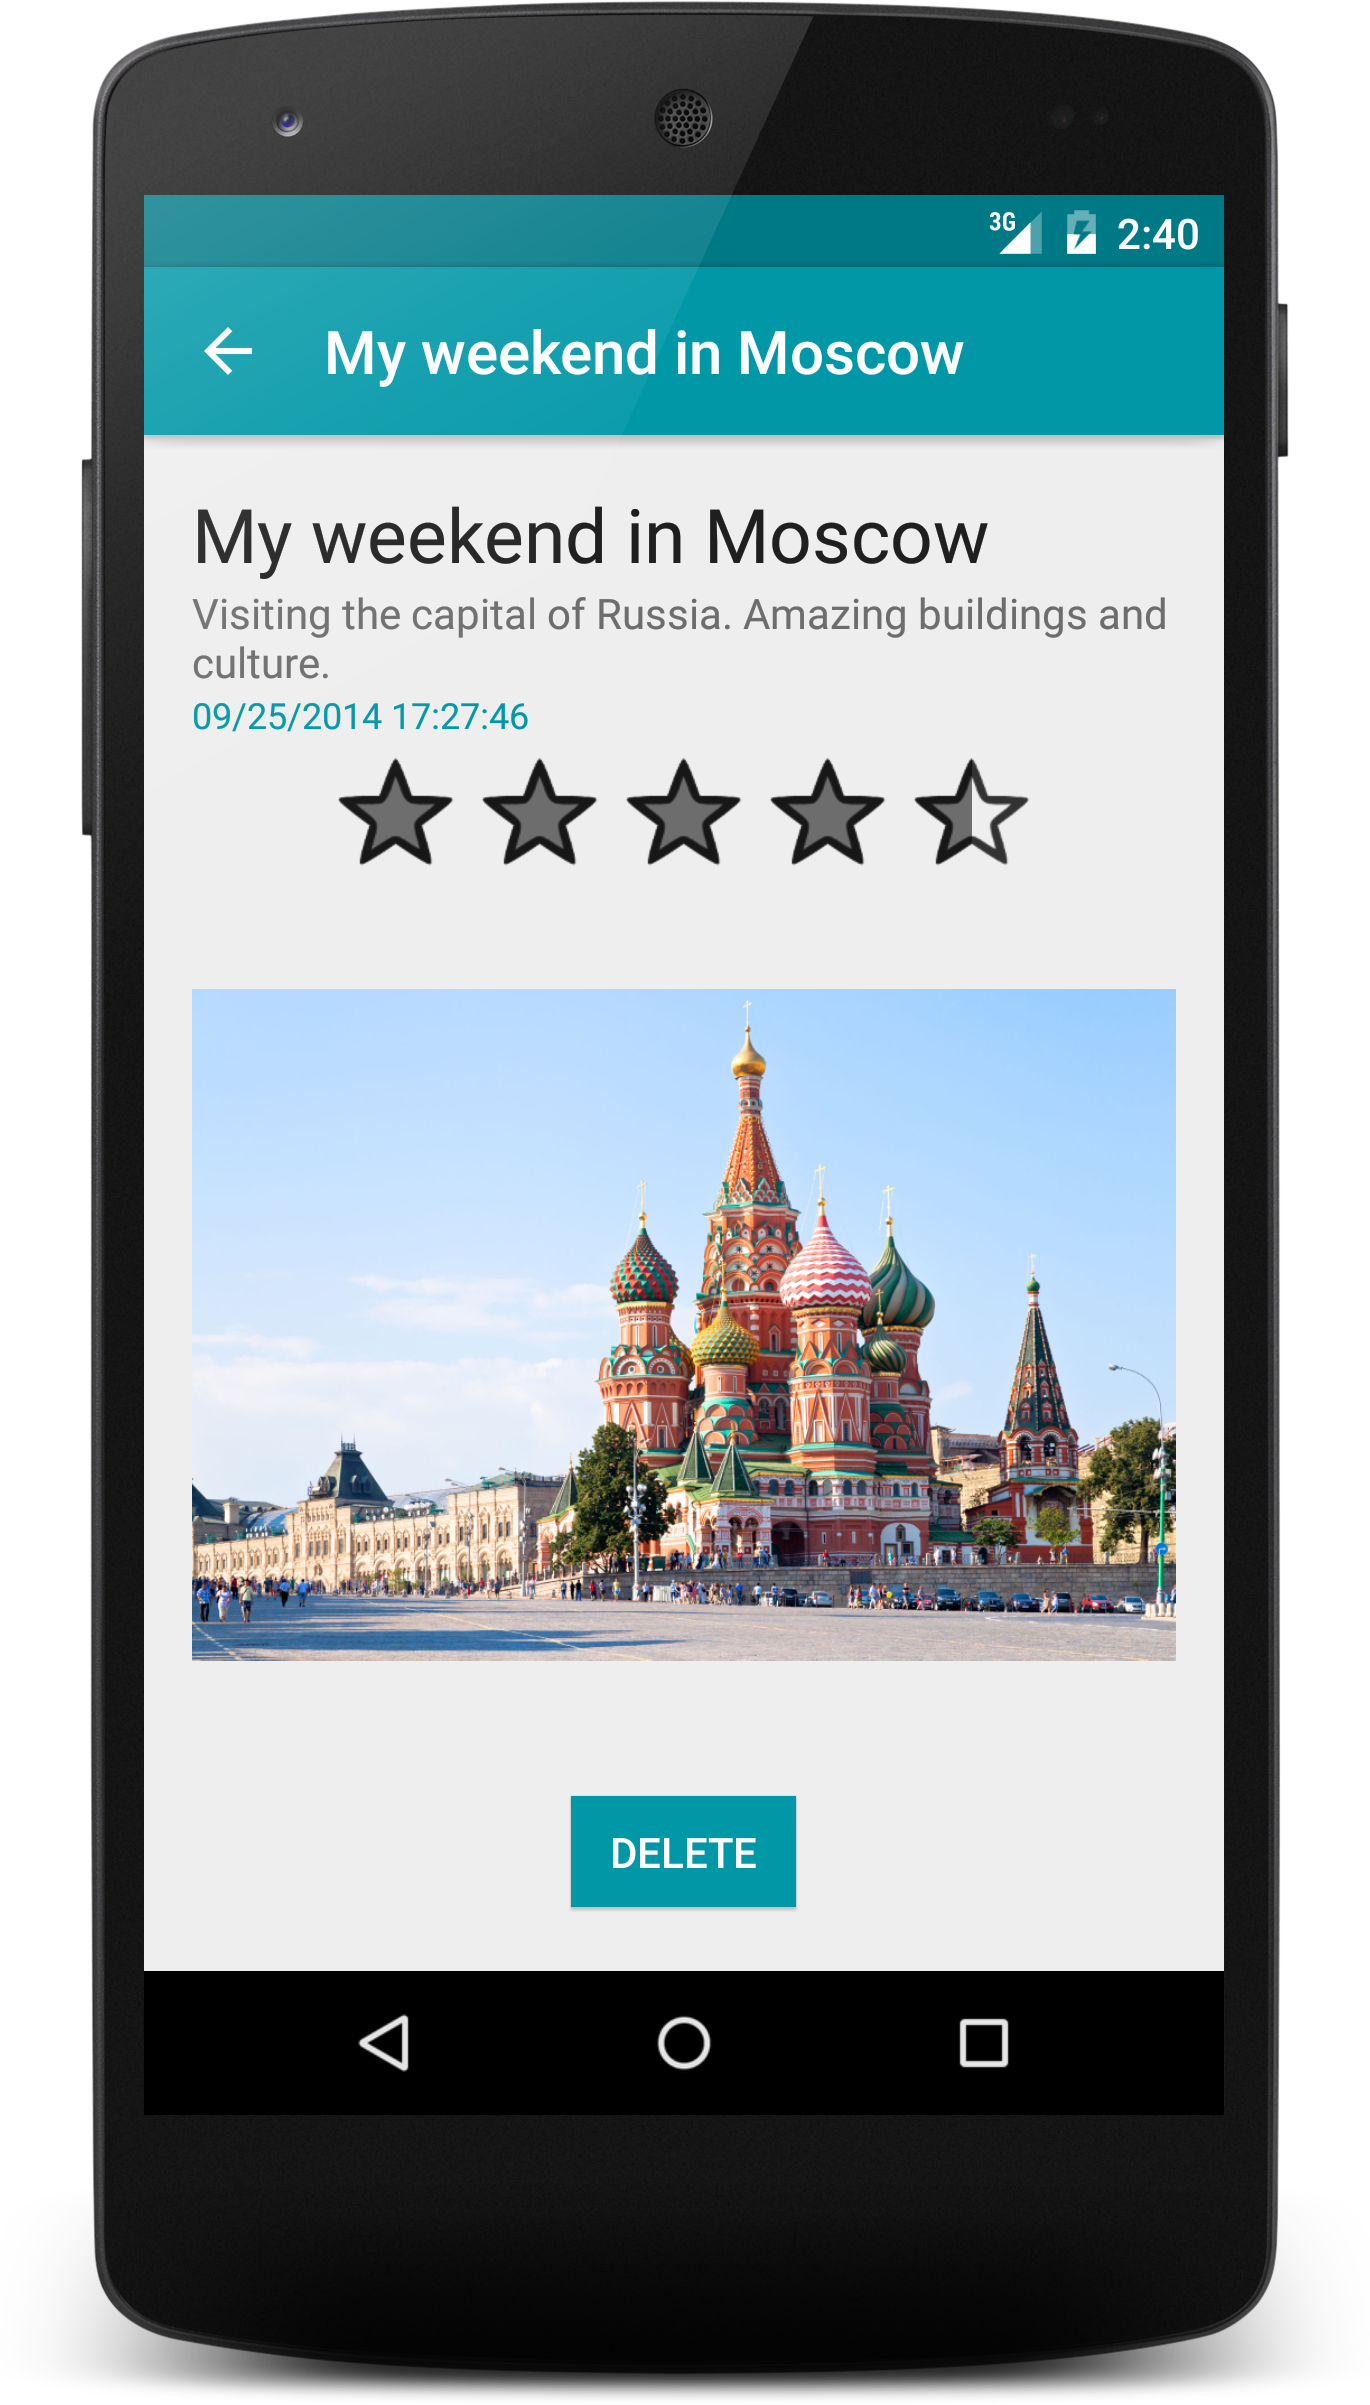 3G 2:40
My weekend in Moscow
My weekend in Moscow
Visiting the capital of Russia. Amazing buildings and
culture.
09/25/2014 17:27:46
DELETE